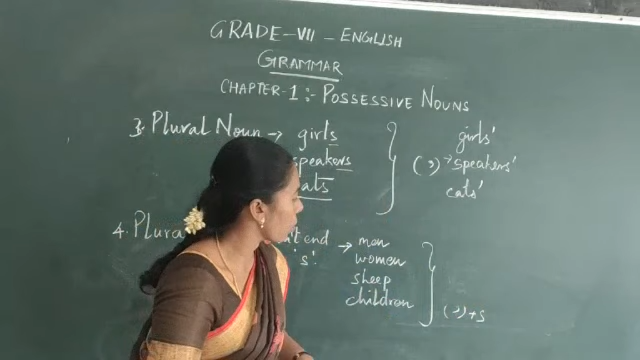 GRADE-VII - ENGLISH
GRAMMAR
CHAPTER-1:- POSSESSIVE NOUNS
3. Plural Noun → girls
speakers
cats
} (') →
girls'
speakers'
cats'
4. Plural
end
's'.
→ men
women
sheep
children
} (') + s